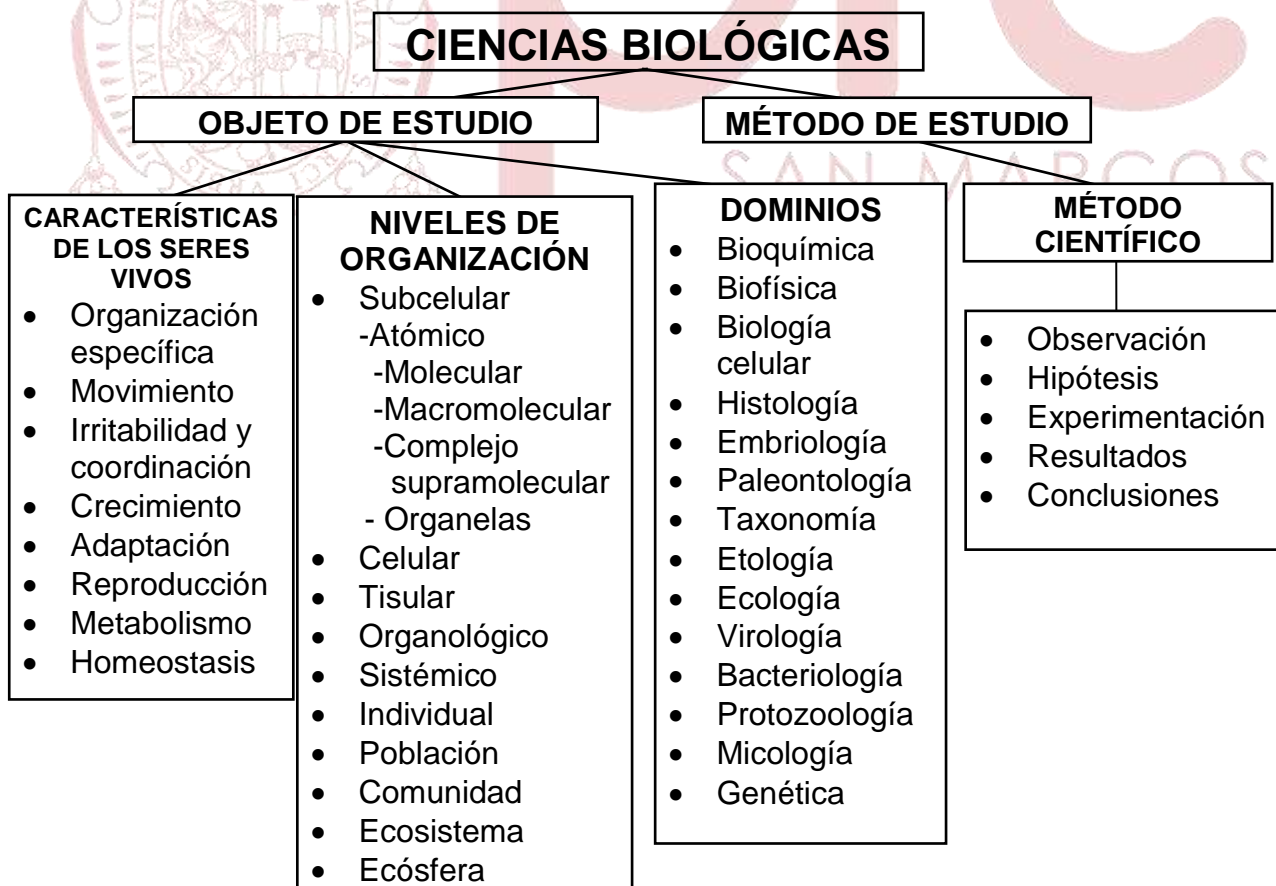 CIENCIAS BIOLÓGICAS
OBJETO DE ESTUDIO
MÉTODO DE ESTUDIO
SAN MARCOS
CARACTERÍSTICAS
DE LOS SERES
VIVOS
• Organización
específica
• Movimiento
• Irritabilidad y
coordinación
• Crecimiento
• Adaptación
• Reproducción
• Metabolismo
• Homeostasis
NIVELES DE
ORGANIZACIÓN
• Subcelular
-Atómico
-Molecular
-Macromolecular
-Complejo
supramolecular
- Organelas
• Celular
• Tisular
• Organológico
• Sistémico
• Individual
• Población
• Comunidad
• Ecosistema
• Ecósfera
DOMINIOS
• Bioquímica
• Biofísica
• Biología
celular
• Histología
• Embriología
• Paleontología
• Taxonomía
• Etología
• Ecología
• Virología
• Bacteriología
• Protozoología
• Micología
• Genética
MÉTODO
CIENTÍFICO
• Observación
• Hipótesis
• Experimentación
• Resultados
• Conclusiones